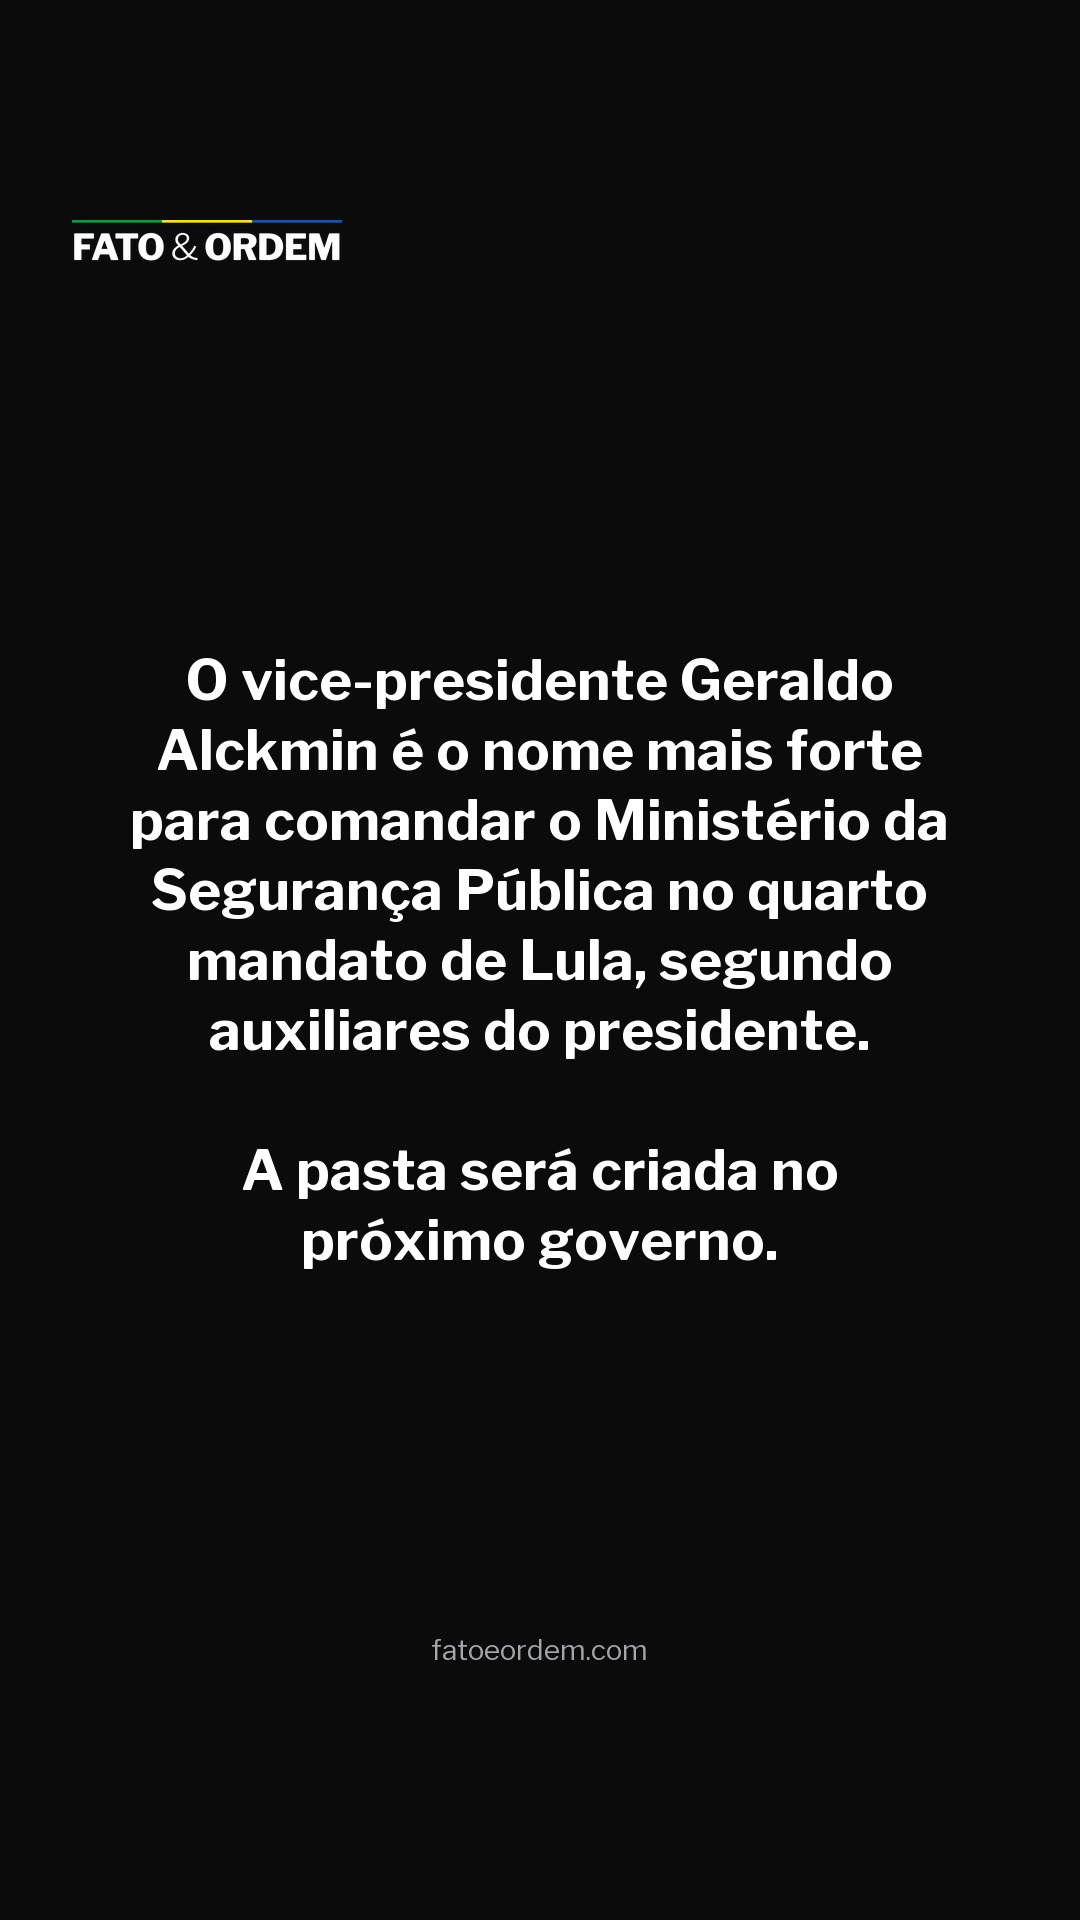 FATO & ORDEM
O vice-presidente Geraldo
Alckmin é o nome mais forte
para comandar o Ministério da
Segurança Pública no quarto
mandato de Lula, segundo
auxiliares do presidente.
A pasta será criada no
próximo governo.
fatoeordem.com